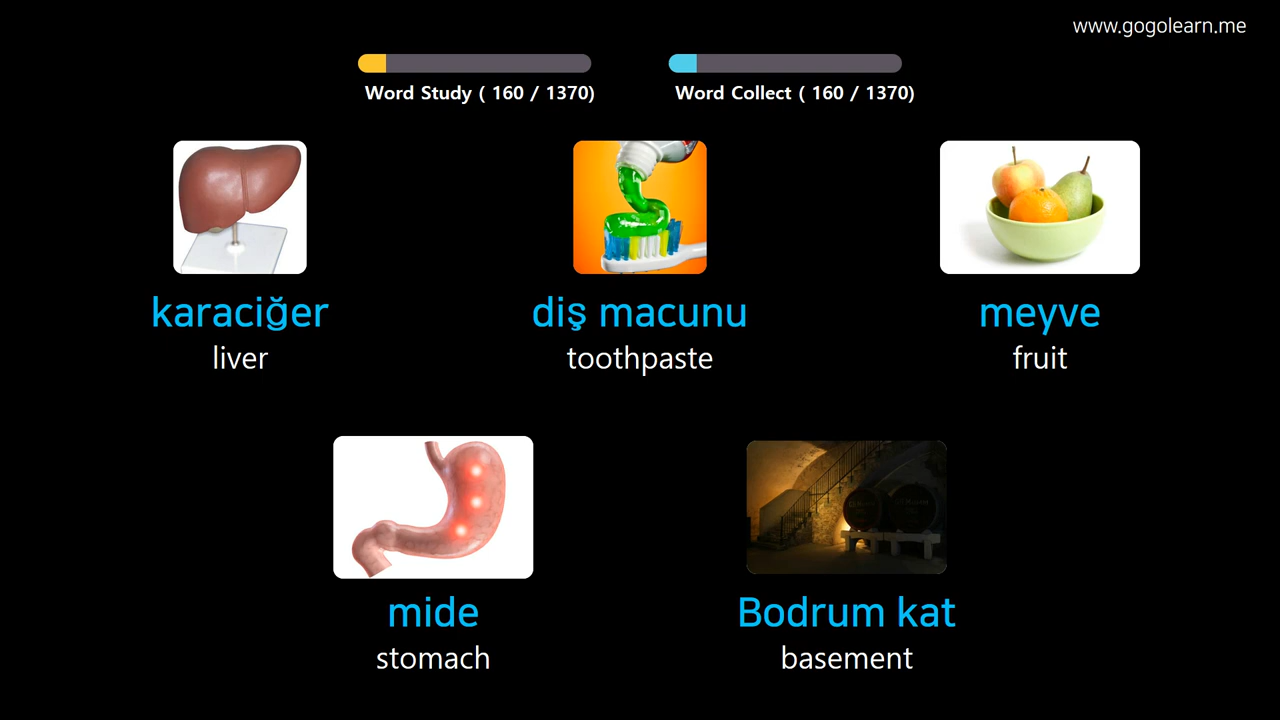 www.gogolearn.me
Word Study ( 160 / 1370)
Word Collect ( 160 / 1370)
karaciğer
liver
diş macunu
toothpaste
meyve
fruit
mide
stomach
Bodrum kat
basement